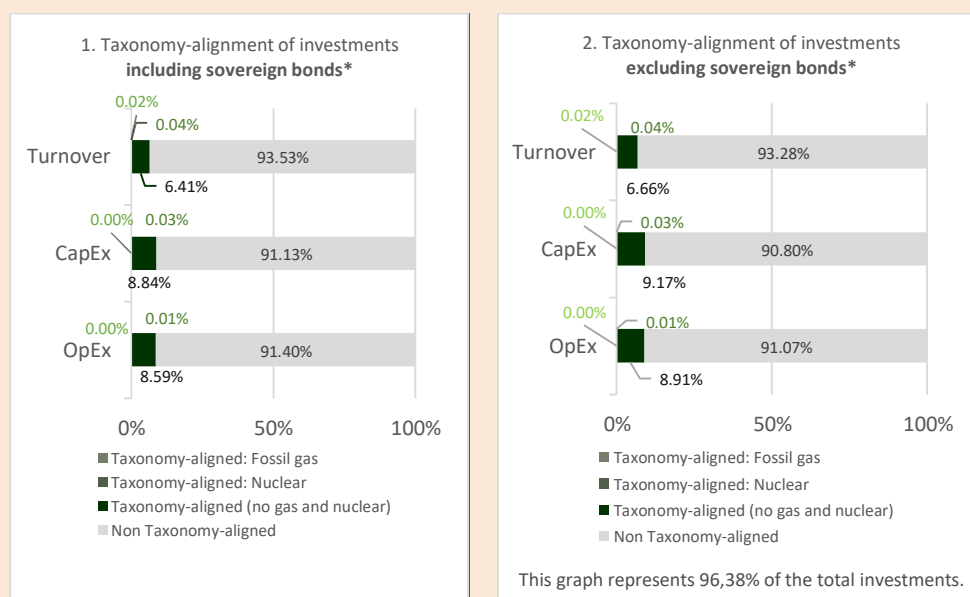 1. Taxonomy-alignment of investments
including sovereign bonds*
0.02%
0.04%
Turnover
93.53%
6.41%
0.00%
0.03%
CapEx
91.13%
8.84%
0.01%
0.00%
OpEx
91.40%
8.59%
0%
50%
100%
Taxonomy-aligned: Fossil gas
Taxonomy-aligned: Nuclear
Taxonomy-aligned (no gas and nuclear)
Non Taxonomy-aligned
2. Taxonomy-alignment of investments
excluding sovereign bonds*
0.02%
0.04%
Turnover
93.28%
6.66%
0.00%
0.03%
CapEx
90.80%
9.17%
0.00%
0.01%
OpEx
91.07%
8.91%
0%
50%
100%
Taxonomy-aligned: Fossil gas
Taxonomy-aligned: Nuclear
Taxonomy-aligned (no gas and nuclear)
Non Taxonomy-aligned
This graph represents 96,38% of the total investments.